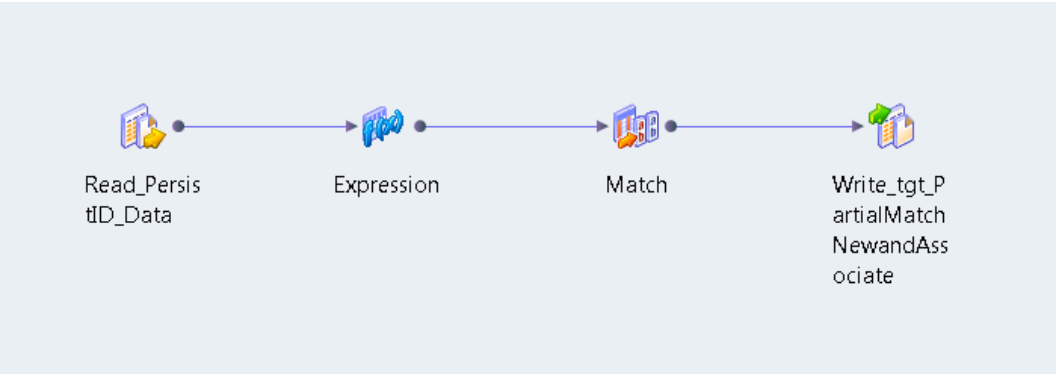 Read_Persis
tID_Data
Expression
Match
Write_tgt_P
artialMatch
NewandAss
ociate